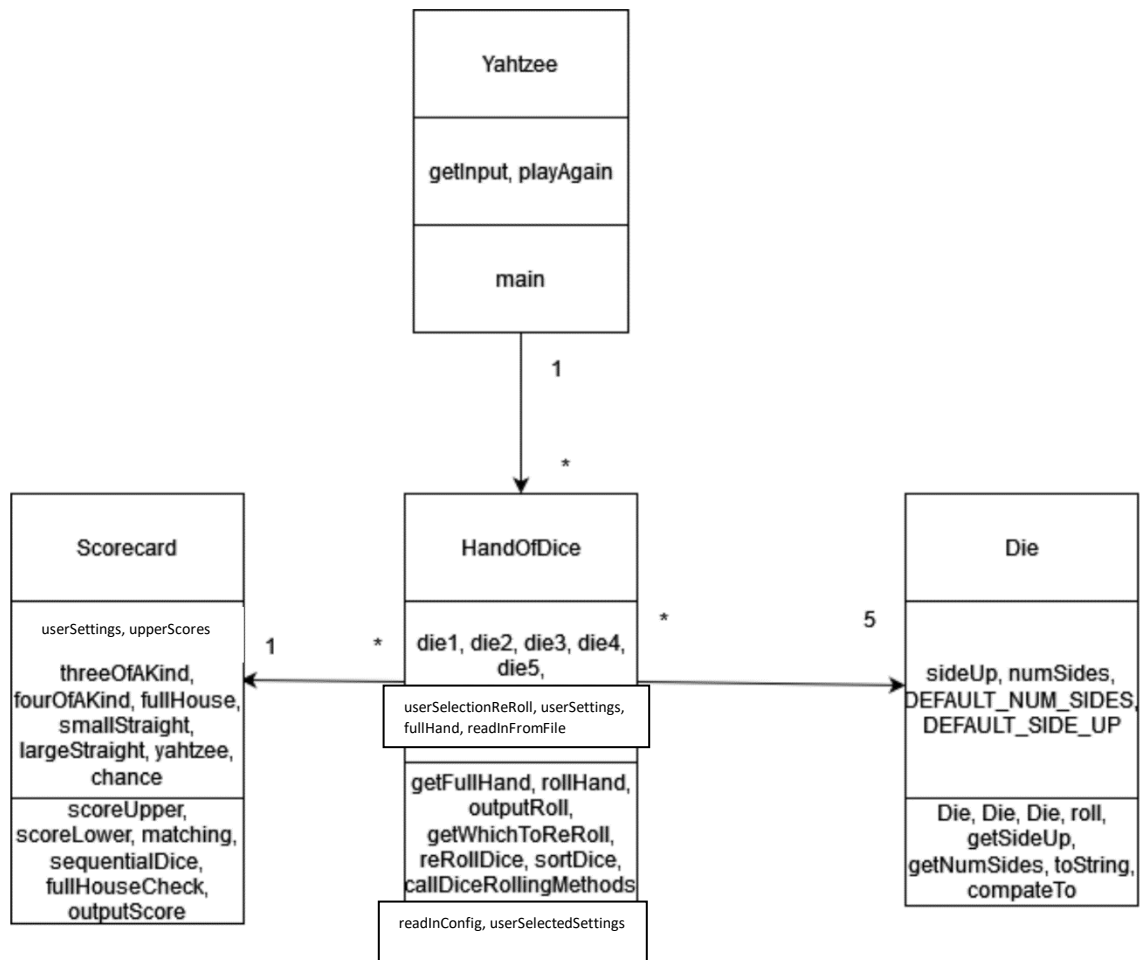 Yahtzee
getInput, playAgain
main
1
*
Scorecard
userSettings, upperScores
threeOfAKind,
fourOfAKind, fullHouse,
smallStraight,
largeStraight, yahtzee,
chance
scoreUpper,
scoreLower, matching,
sequentialDice,
fullHouseCheck,
outputScore
1
*
HandOfDice
die1, die2, die3, die4,
die5,
userSelectionReRoll, userSettings,
fullHand, readInFromFile
getFullHand, rollHand,
outputRoll,
getWhichToReRoll,
reRollDice, sortDice,
callDiceRollingMethods
readInConfig, userSelectedSettings
*
5
Die
sideUp, numSides,
DEFAULT_NUM_SIDES,
DEFAULT_SIDE_UP
Die, Die, Die, roll,
getSideUp,
getNumSides, toString,
compateTo